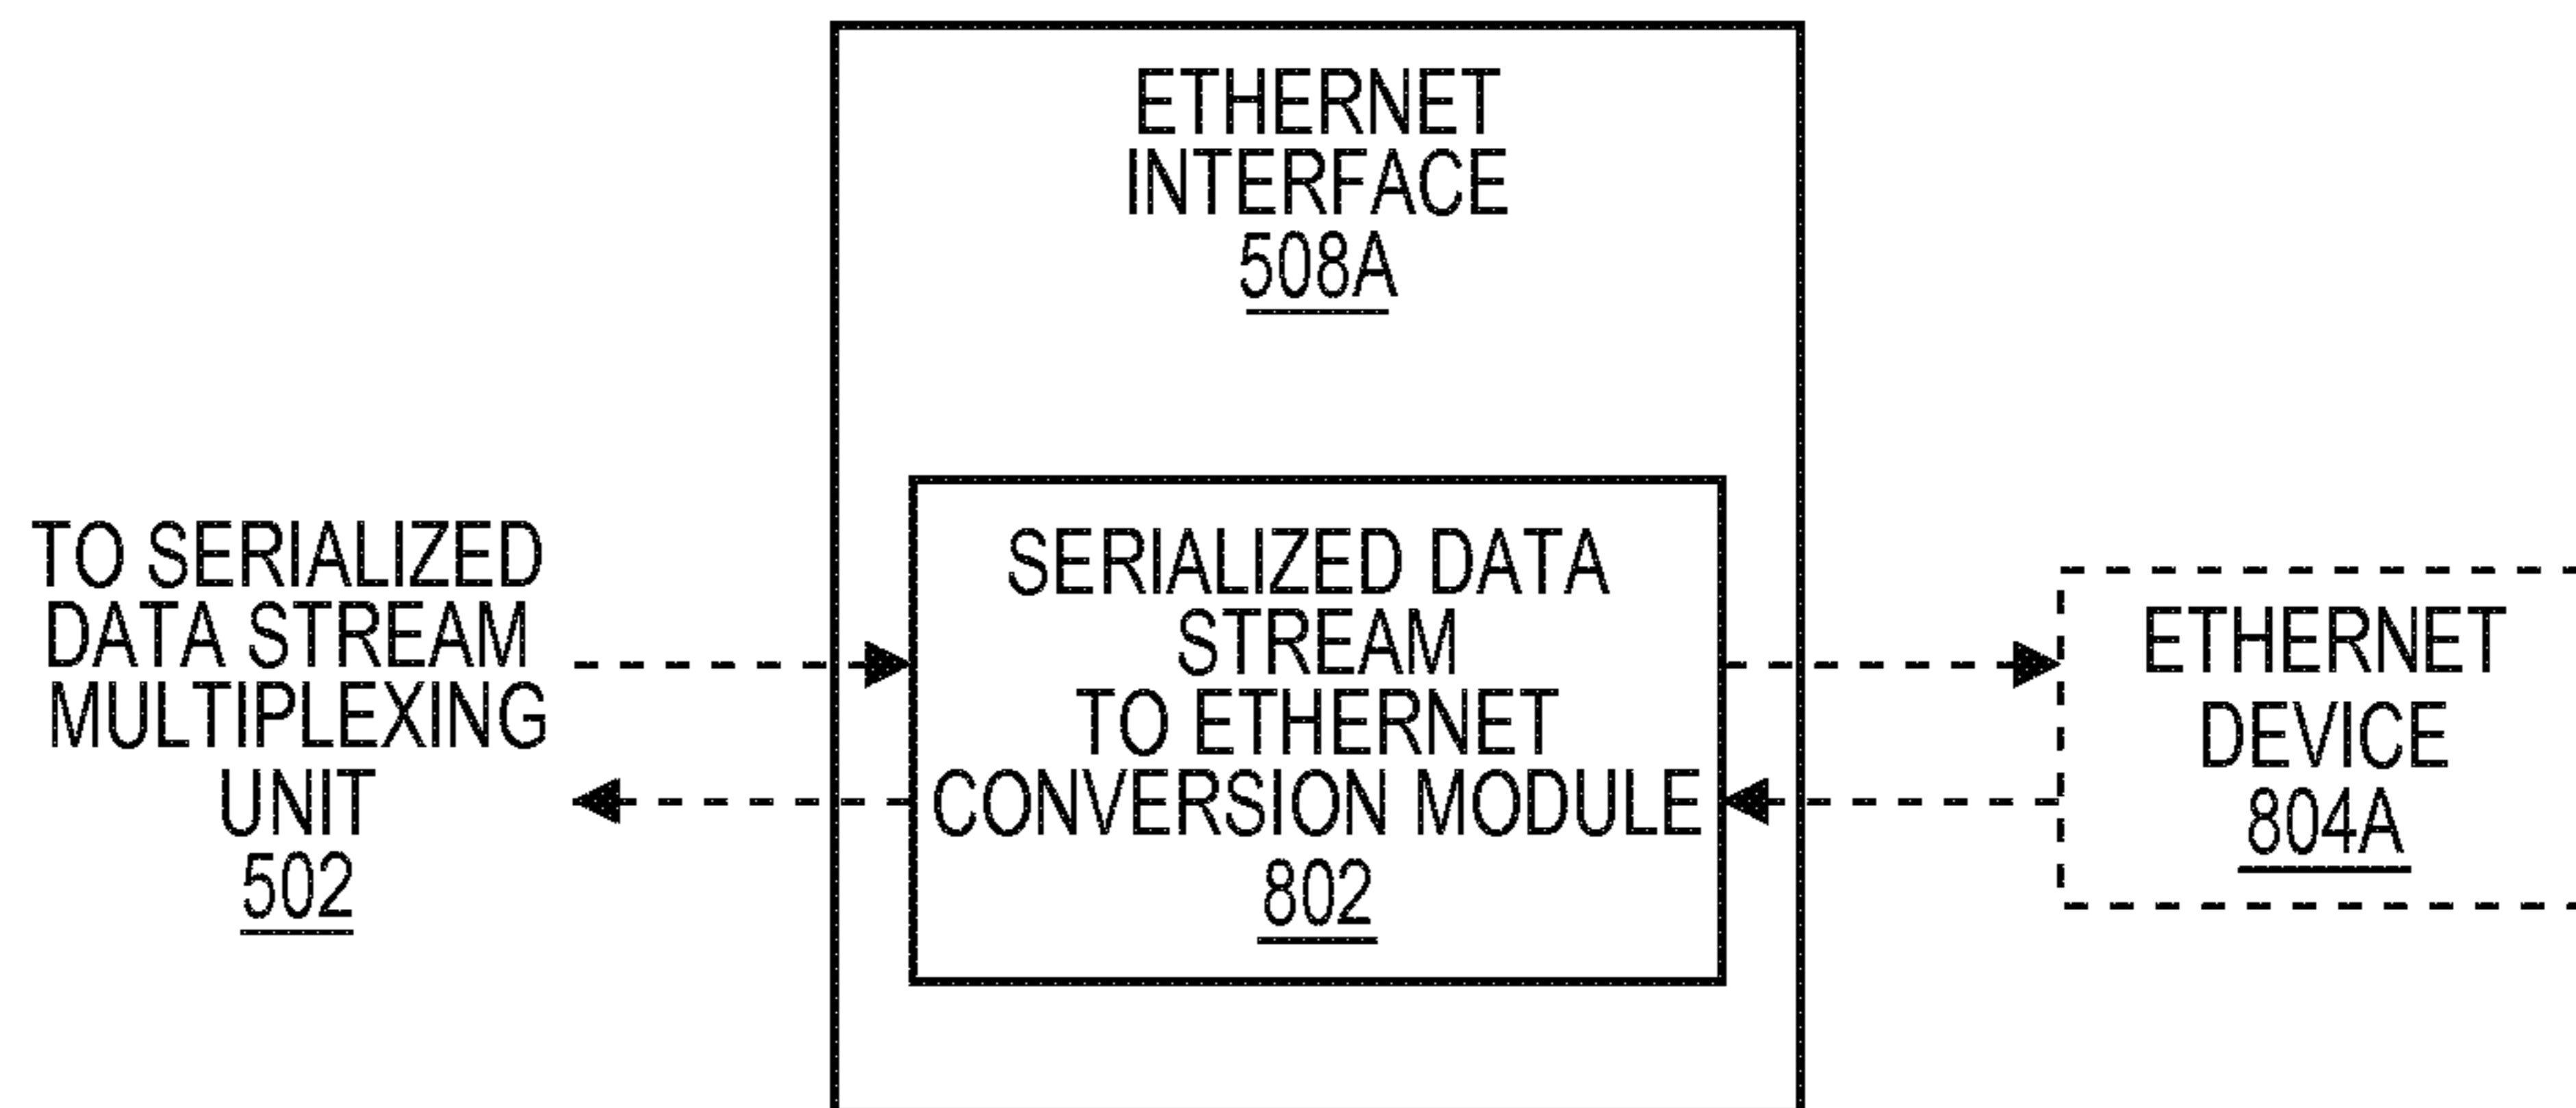 ETHERNET
INTERFACE
508A
TO SERIALIZED
DATA STREAM
MULTIPLEXING
UNIT
502
SERIALIZED DATA
STREAM
TO ETHERNET
CONVERSION MODULE
802
ETHERNET
DEVICE
804A